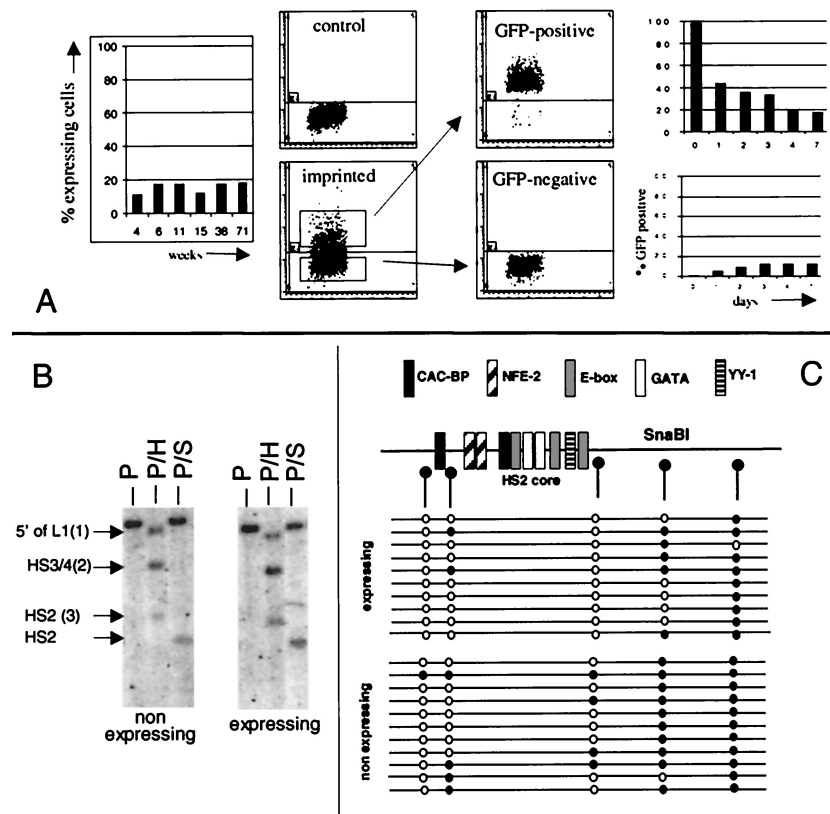 % expressing cells
100
80
60
40
20
0
4 6 11 15 36 71
weeks
control
imprinted
GFP-positive
GFP-negative
100
80
60
40
20
0
0 1 2 3 4 7
GFP positive
days
A
B
P
P/H
P/S
P
P/H
P/S
5' of L1(1)
HS3/4(2)
HS2 (3)
HS2
non
expressing
expressing
C
CAC-BP
NFE-2
E-box
GATA
YY-1
SnaBI
HS2 core
expressing
non expressing